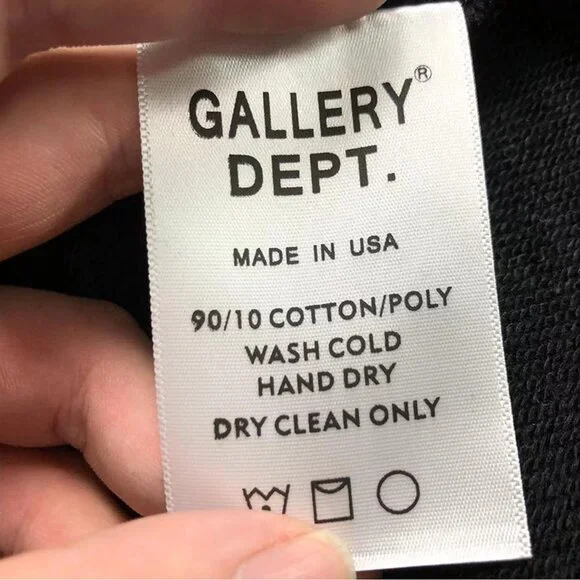 GALLERY®
DEPT.
MADE IN USA
90/10 COTTON/POLY
WASH COLD
HAND DRY
DRY CLEAN ONLY